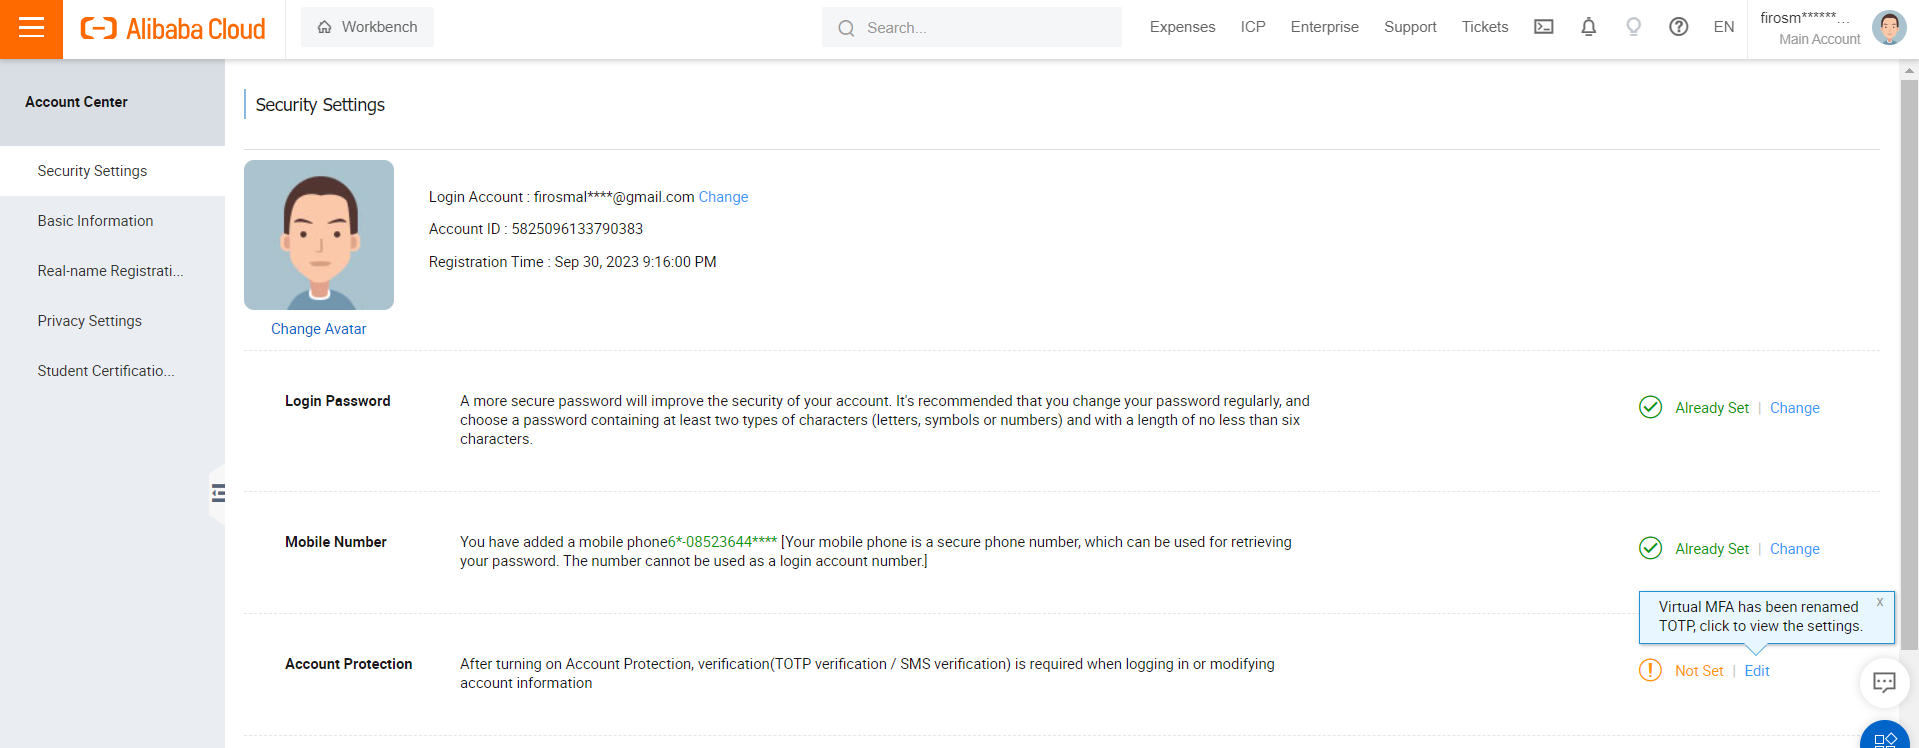 Alibaba Cloud
Workbench
Search...
Expenses
ICP
Enterprise
Support
Tickets
EN
firosm******...
Main Account
Account Center
Security Settings
Basic Information
Real-name Registrati...
Privacy Settings
Student Certificatio...
Security Settings
Login Account : firosmal****@gmail.com Change
Account ID : 5825096133790383
Registration Time : Sep 30, 2023 9:16:00 PM
Change Avatar
Login Password
A more secure password will improve the security of your account. It's recommended that you change your password regularly, and
choose a password containing at least two types of characters (letters, symbols or numbers) and with a length of no less than six
characters.
Already Set | Change
Mobile Number
You have added a mobile phone6*-08523644**** [Your mobile phone is a secure phone number, which can be used for retrieving
your password. The number cannot be used as a login account number.]
Already Set | Change
Virtual MFA has been renamed
TOTP, click to view the settings.
x
Account Protection
After turning on Account Protection, verification(TOTP verification / SMS verification) is required when logging in or modifying
account information
Not Set | Edit